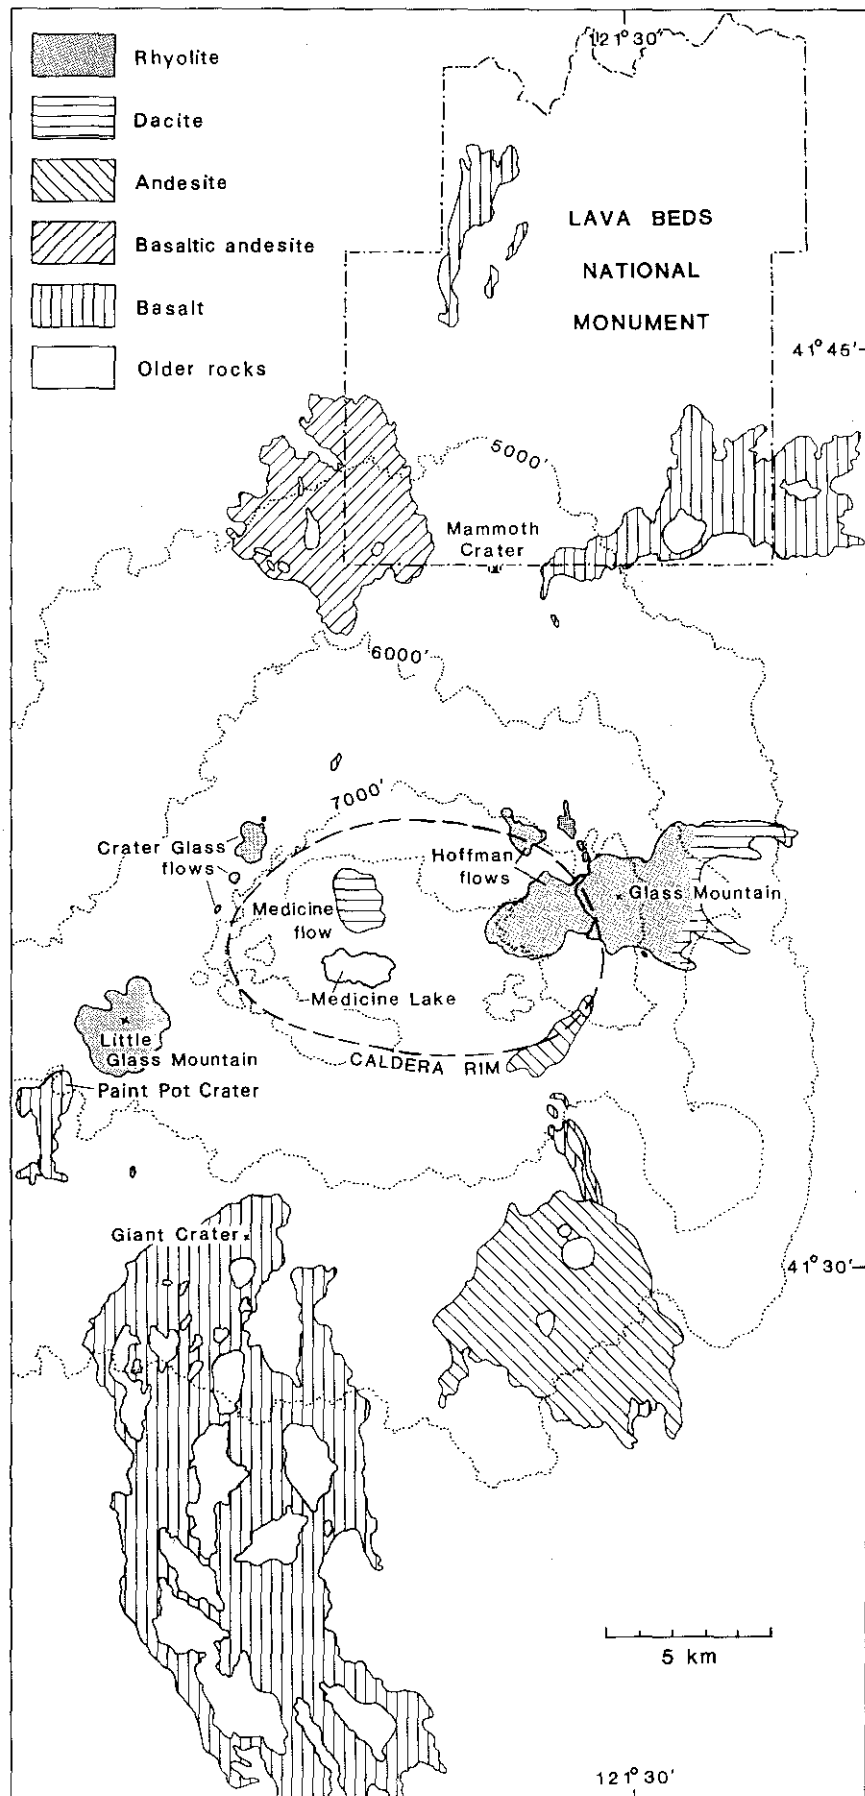 121° 30'
Rhyolite
Dacite
Andesite
Basaltic andesite
Basalt
Older rocks
LAVA BEDS
NATIONAL
MONUMENT
41° 45'
5000'
Mammoth
Crater
6000'
7000'
Crater Glass
flows
Hoffman
flows
Glass Mountain
Medicine
flow
Medicine Lake
Little
Glass Mountain
CALDERA RIM
Paint Pot Crater
Giant Crater
41° 30'
5 km
121° 30'